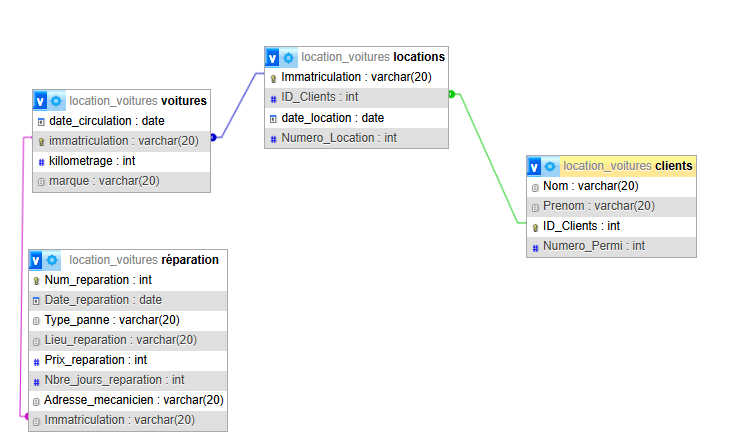 location_voitures locations
Immatriculation : varchar(20)
ID_Clients : int
date_location : date
Numero_Location : int
location_voitures voitures
date_circulation : date
immatriculation : varchar(20)
killometrage : int
marque : varchar(20)
location_voitures clients
Nom : varchar(20)
Prenom : varchar(20)
ID_Clients : int
Numero_Permi : int
location_voitures réparation
Num_reparation : int
Date_reparation : date
Type_panne : varchar(20)
Lieu_reparation : varchar(20)
Prix_reparation : int
Nbre_jours_reparation : int
Adresse_mecanicien : varchar(20)
Immatriculation : varchar(20)